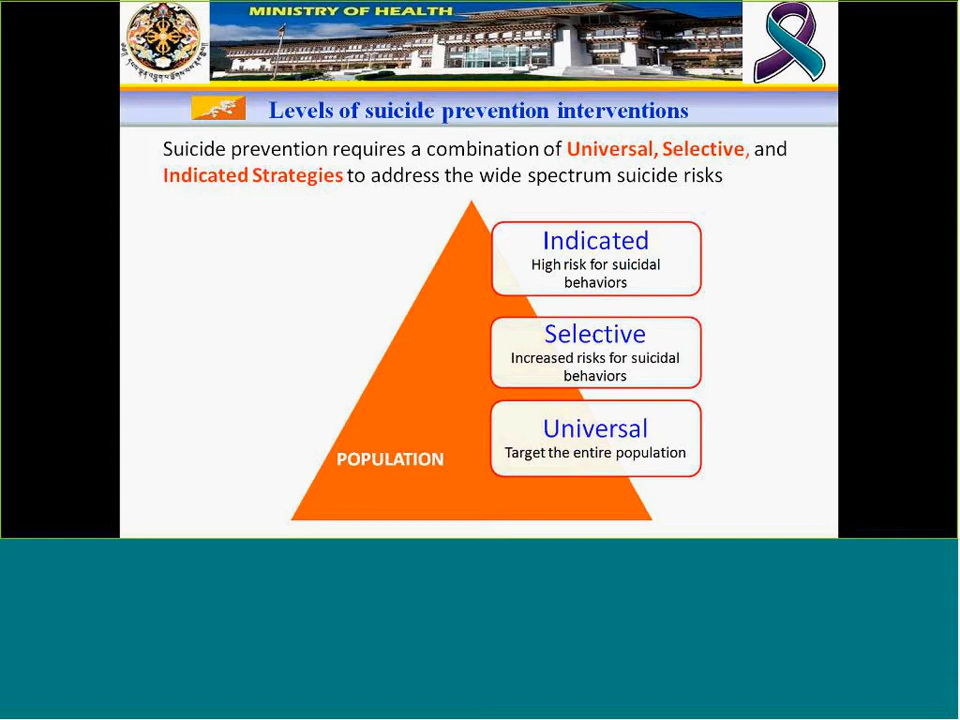 MINISTRY OF HEALTH
Levels of suicide prevention interventions
Suicide prevention requires a combination of Universal, Selective, and
Indicated Strategies to address the wide spectrum suicide risks
Indicated
High risk for suicidal
behaviors
Selective
Increased risks for suicidal
behaviors
Universal
Target the entire population
POPULATION